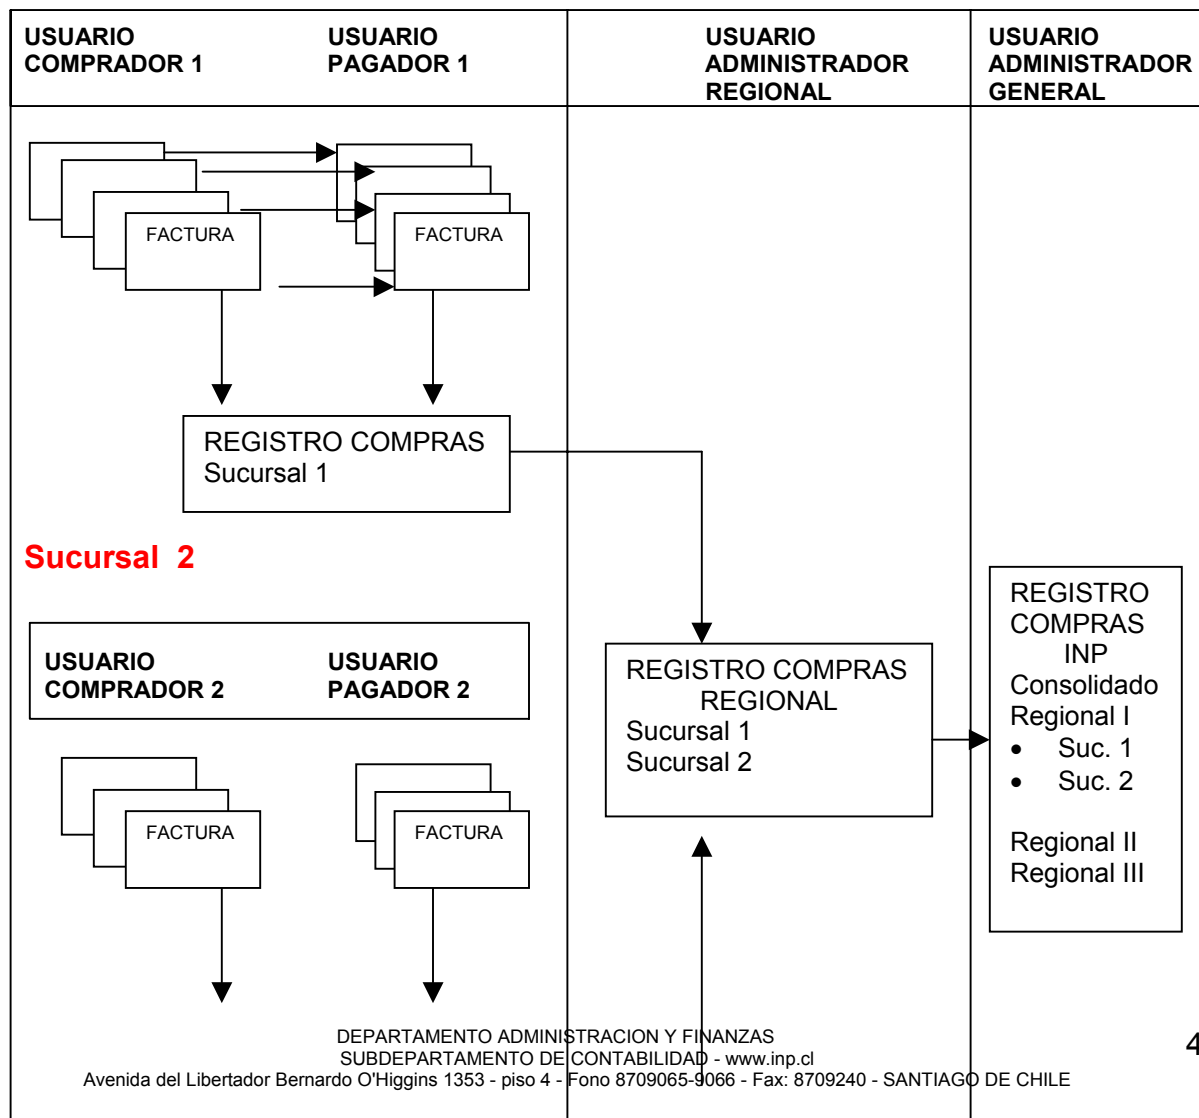 USUARIO
COMPRADOR 1
USUARIO
PAGADOR 1
USUARIO
ADMINISTRADOR
REGIONAL
USUARIO
ADMINISTRADOR
GENERAL
FACTURA
FACTURA
REGISTRO COMPRAS
Sucursal 1
Sucursal 2
USUARIO
COMPRADOR 2
USUARIO
PAGADOR 2
FACTURA
FACTURA
REGISTRO COMPRAS
REGIONAL
Sucursal 1
Sucursal 2
REGISTRO
COMPRAS
INP
Consolidado
Regional I
• Suc. 1
• Suc. 2
Regional II
Regional III
DEPARTAMENTO ADMINISTRACION Y FINANZAS
SUBDEPARTAMENTO DE CONTABILIDAD - www.inp.cl
Avenida del Libertador Bernardo O'Higgins 1353 - piso 4 - Fono 8709065-9066 - Fax: 8709240 - SANTIAGO DE CHILE
4